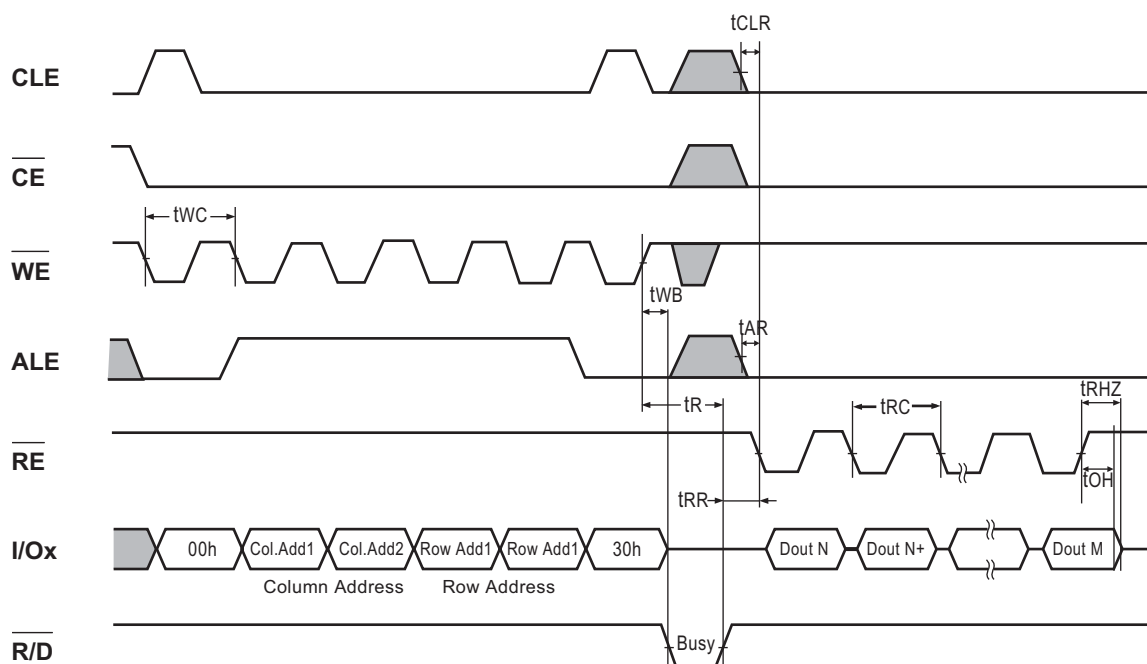 tCLR
CLE
CE
tWC
WE
tWB
tAR
ALE
tR
tRC
tRHZ
RE
tOH
tRR
I/Ox
00h
Col.Add1
Col.Add2
Row Add1
Row Add1
30h
Dout N
Dout N+
Dout M
Column Address
Row Address
R/D
Busy